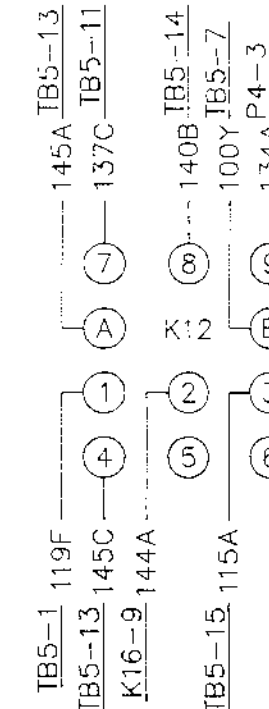 TB5-13
145A
TB5-11
137C
TB5-14
140B
TB5-7
100Y
P4-3
134A
7
8
A
K12
1
2
4
5
TB5-1
119F
TB5-13
145C
K16-9
144A
TB5-15
115A